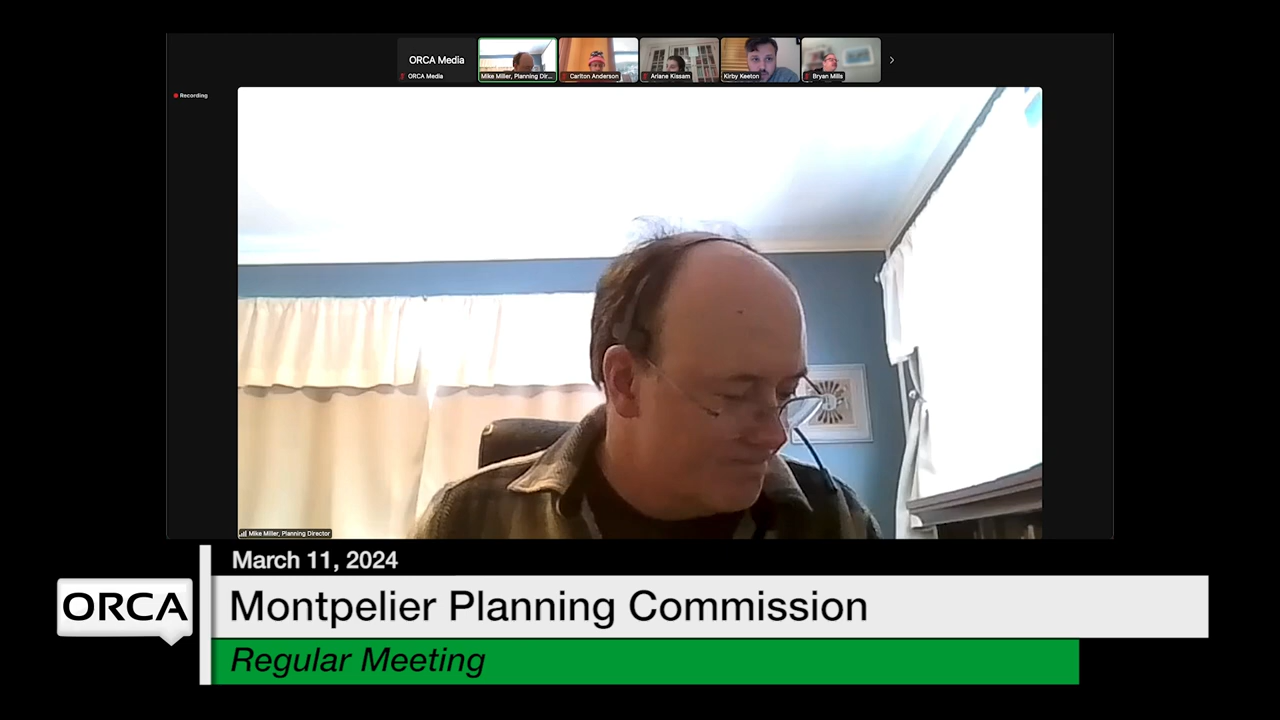 ORCA Media
ORCA Media
Mike Miller, Planning Dir...
Carlton Anderson
Ariane Kissam
Kirby Keeton
Bryan Mills
Recording
Mike Miller, Planning Director
March 11, 2024
ORCA
Montpelier Planning Commission
Regular Meeting